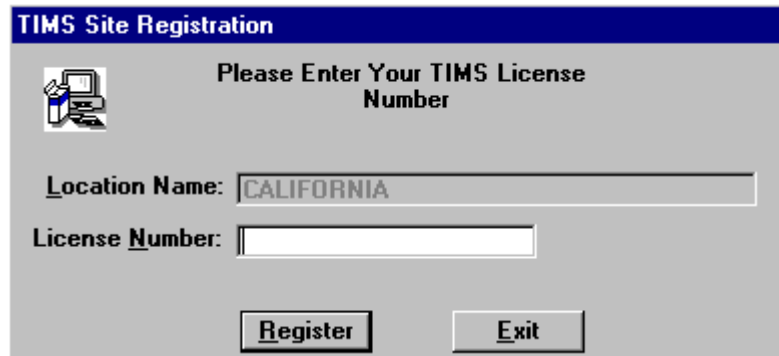 TIMS Site Registration
Please Enter Your TIMS License
Number
Location Name: CALIFORNIA
License Number:
Register Exit